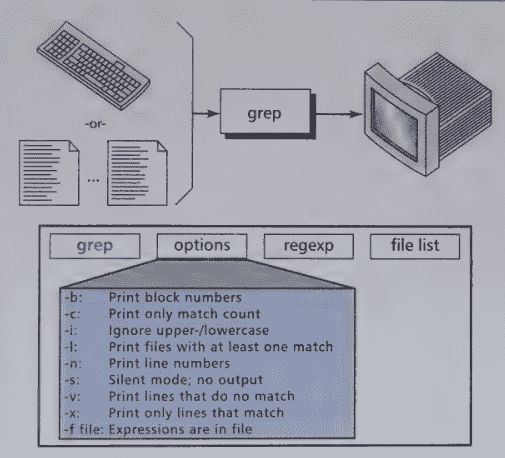 -or-
...
grep
grep options regexp file list
-b: Print block numbers
-c: Print only match count
-i: Ignore upper-/lowercase
-l: Print files with at least one match
-n: Print line numbers
-s: Silent mode; no output
-v: Print lines that do no match
-x: Print only lines that match
-f file: Expressions are in file